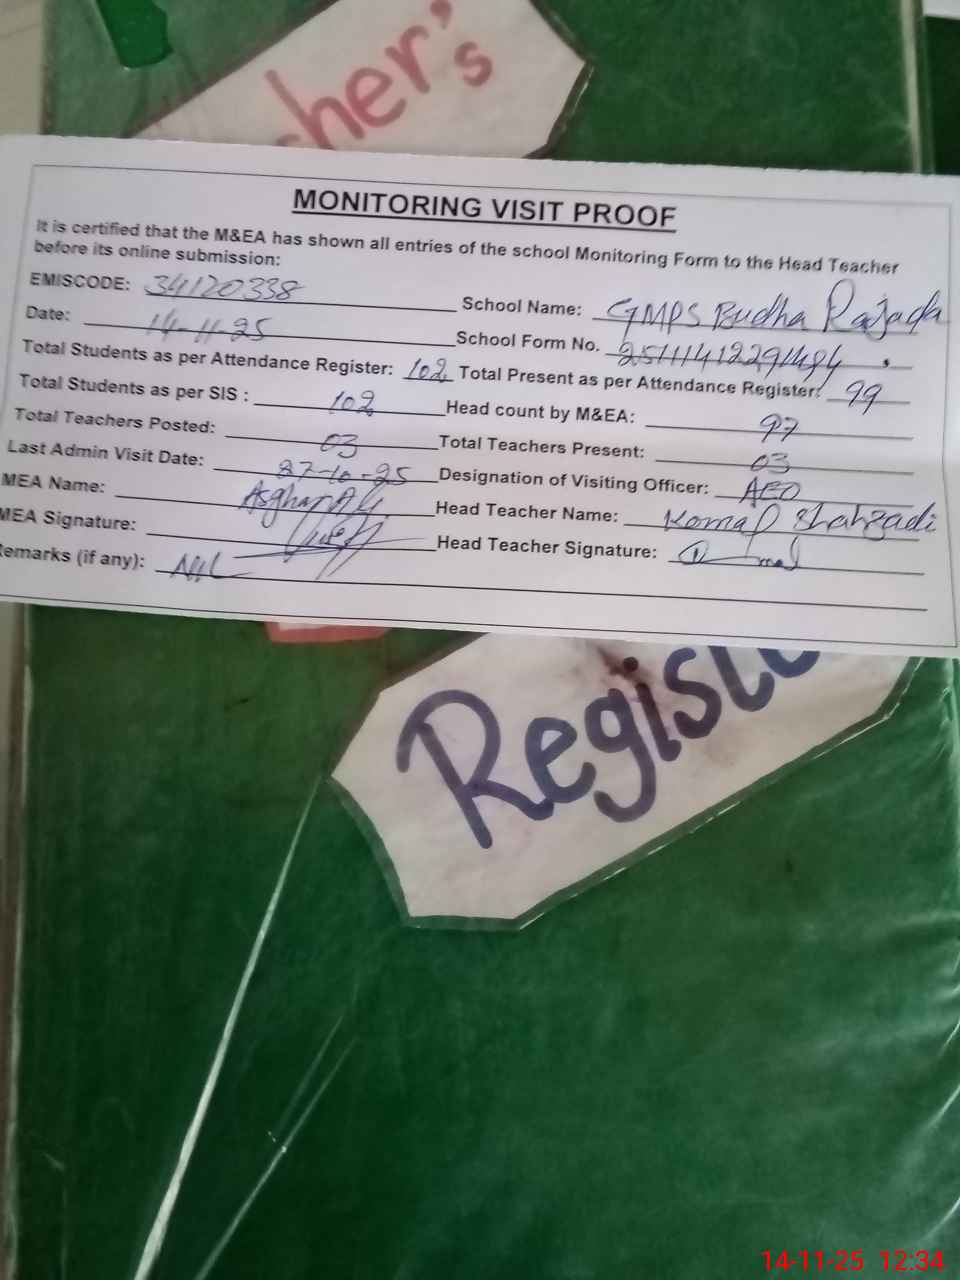 her's
MONITORING VISIT PROOF
It is certified that the M&EA has shown all entries of the school Monitoring Form to the Head Teacher
before its online submission:
EMISCODE: 34120338 School Name: GMPS Budha Rajada
Date: 14-11-25 School Form No.
Total Students as per Attendance Register: 102 Total Present as per Attendance Register: 99
Total Students as per SIS : 102 Head count by M&EA: 97
Total Teachers Posted: 03 Total Teachers Present: 03
Last Admin Visit Date: 27-10-25 Designation of Visiting Officer: AEO
MEA Name: Asghar Ali Head Teacher Name: Komal Shahzadi
MEA Signature: Head Teacher Signature:
emarks (if any): Nil
Registe
14-11-25 12:34